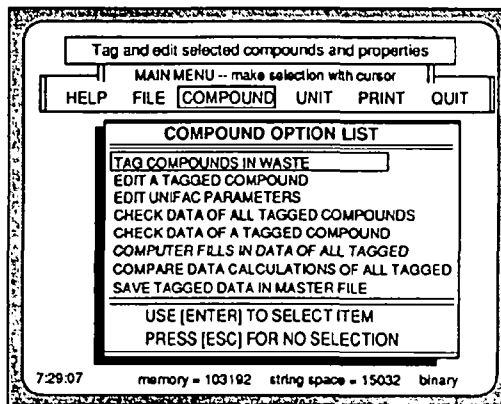 Tag and edit selected compounds and properties
MAIN MENU -- make selection with cursor
HELP FILE COMPOUND UNIT PRINT QUIT
COMPOUND OPTION LIST
TAG COMPOUNDS IN WASTE
EDIT A TAGGED COMPOUND
EDIT UNIFAC PARAMETERS
CHECK DATA OF ALL TAGGED COMPOUNDS
CHECK DATA OF A TAGGED COMPOUND
COMPUTER FILLS IN DATA OF ALL TAGGED
COMPARE DATA CALCULATIONS OF ALL TAGGED
SAVE TAGGED DATA IN MASTER FILE
USE [ENTER] TO SELECT ITEM
PRESS [ESC] FOR NO SELECTION
7:29:07 memory = 103192 string space = 15032 binary